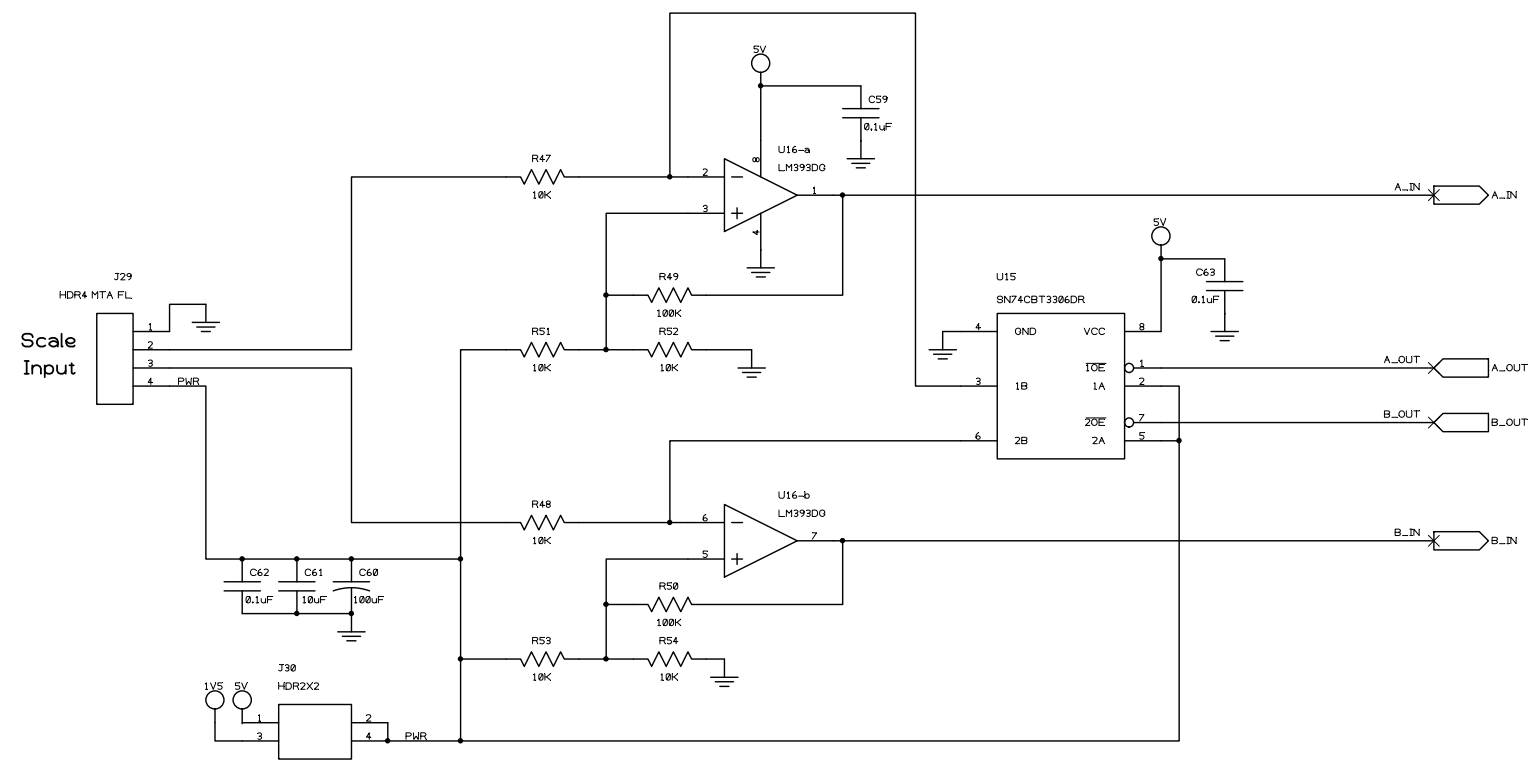 5V
C59
0.1uF
U16-a
LM393DG
8
R47
10K
2
3
1
4
A_IN
A_IN
5V
C63
0.1uF
J29
HDR4 MTA FL
Scale
Input
1
2
3
4
PWR
R49
100K
R51
10K
R52
10K
U15
SN74CBT3306DR
4
GND
VCC
8
1OE
1
3
1B
1A
2
2OE
7
6
2B
2A
5
A_OUT
A_OUT
B_OUT
B_OUT
R48
10K
U16-b
LM393DG
6
5
7
B_IN
B_IN
C62
0.1uF
C61
10uF
C60
100uF
R50
100K
R53
10K
R54
10K
J30
HDR2X2
1V5
5V
1
2
3
4
PWR